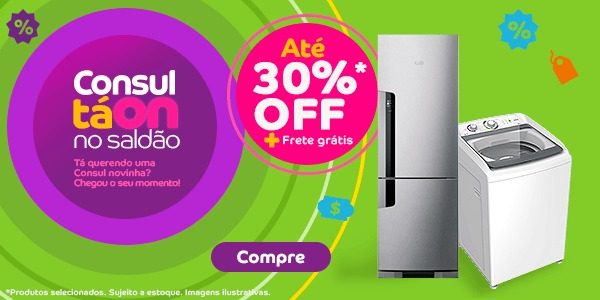 Consul
táon
no saldão
Tá querendo uma
Consul novinha?
Chegou o seu momento!
Até
30%*
OFF
+ Frete grátis
Compre
*Produtos selecionados. Sujeito a estoque. Imagens ilustrativas.
%
%
$